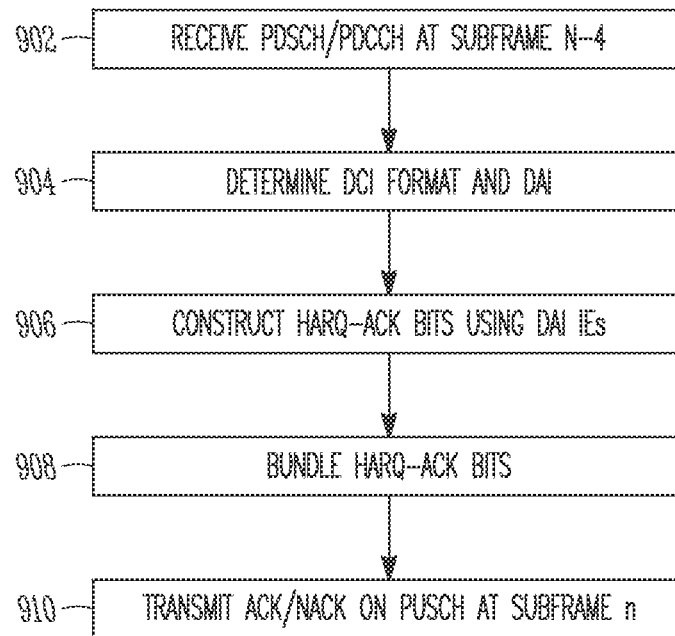 902 RECEIVE PDSCH/PDCCH AT SUBFRAME N-4
904 DETERMINE DCI FORMAT AND DAI
906 CONSTRUCT HARQ-ACK BITS USING DAI IEs
908 BUNDLE HARQ-ACK BITS
910 TRANSMIT ACK/NACK ON PUSCH AT SUBFRAME n